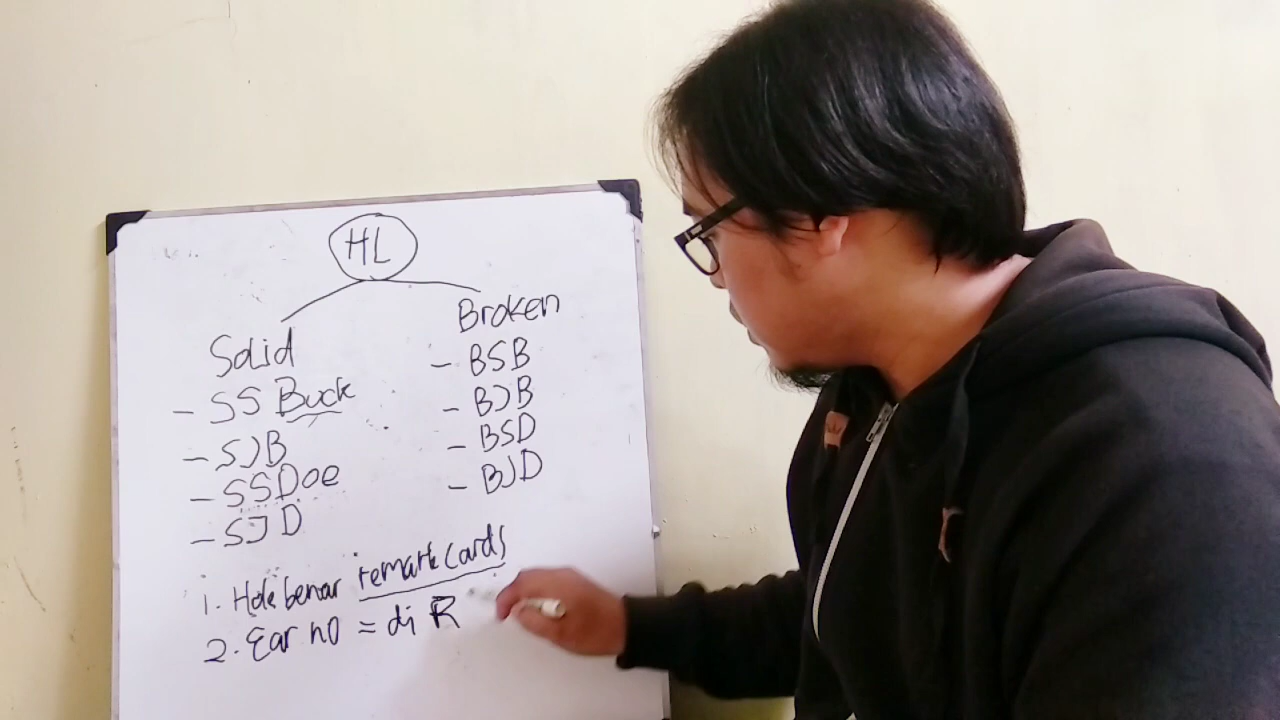 HL
Solid
- SS Buck
- SJB
- SSDoe
- SJD
Broken
- BSB
- BJB
- BSD
- BJD
1. Hole benar remark cards
2. Ear no = di R